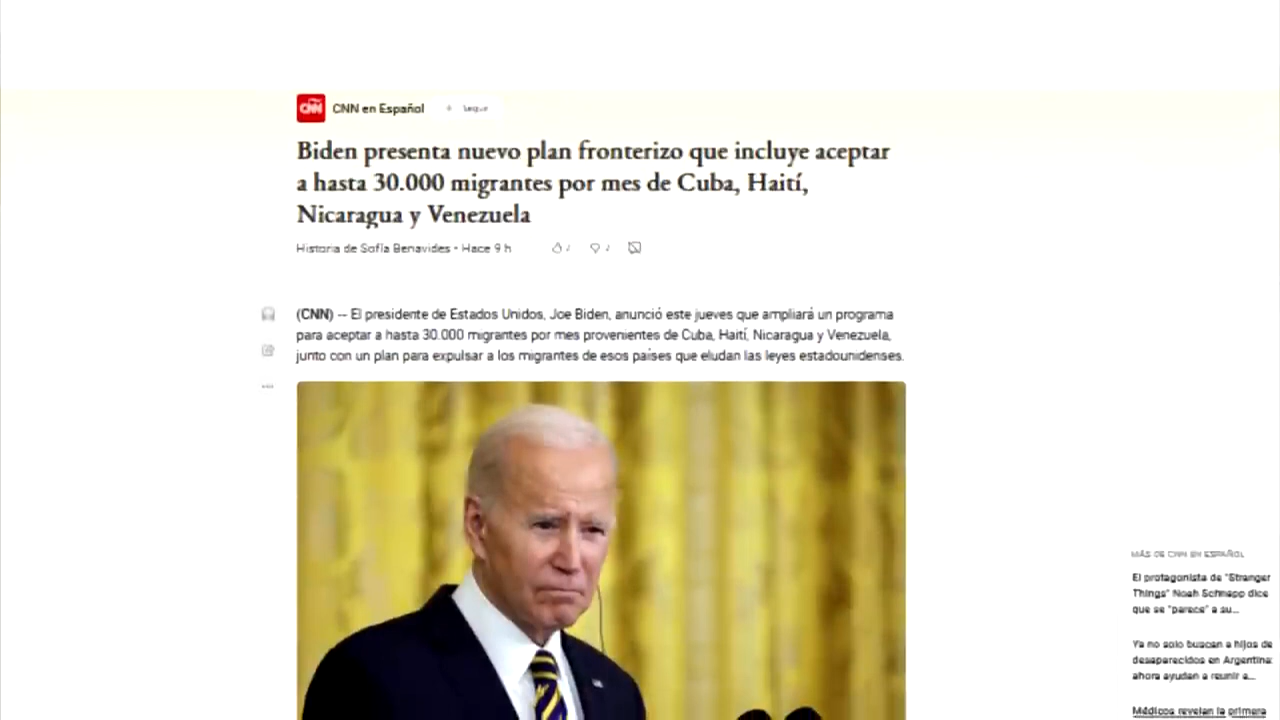 CNN
CNN en Español
Biden presenta nuevo plan fronterizo que incluye aceptar
a hasta 30.000 migrantes por mes de Cuba, Haití,
Nicaragua y Venezuela
Historia de Sofía Benavides • Hace 9 h
(CNN) -- El presidente de Estados Unidos, Joe Biden, anunció este jueves que ampliará un programa
para aceptar a hasta 30.000 migrantes por mes provenientes de Cuba, Haití, Nicaragua y Venezuela,
junto con un plan para expulsar a los migrantes de esos países que eludan las leyes estadounidenses.
MÁS DE CNN EN ESPAÑOL
El protagonista de "Stranger
Things" Noah Schnapp dice
que se "parece" a su...
Ya no solo buscan a hijos de
desaparecidos en Argentina:
ahora ayudan a reunir a...
Médicos revelan la primera